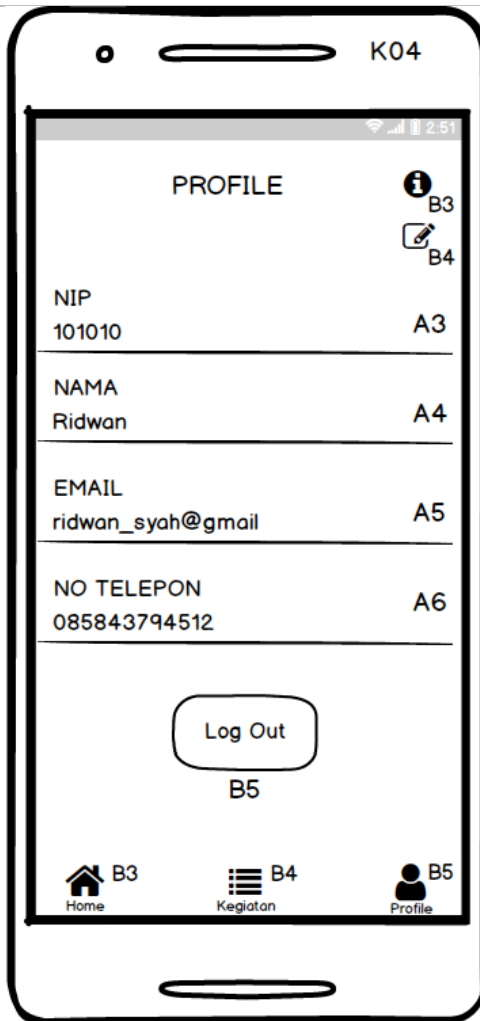 K04
2:51
PROFILE
B3
B4
NIP
101010 A3
NAMA
Ridwan A4
EMAIL
ridwan_syah@gmail A5
NO TELEPON
085843794512 A6
Log Out
B5
B3 B4 B5
Home Kegiatan Profile